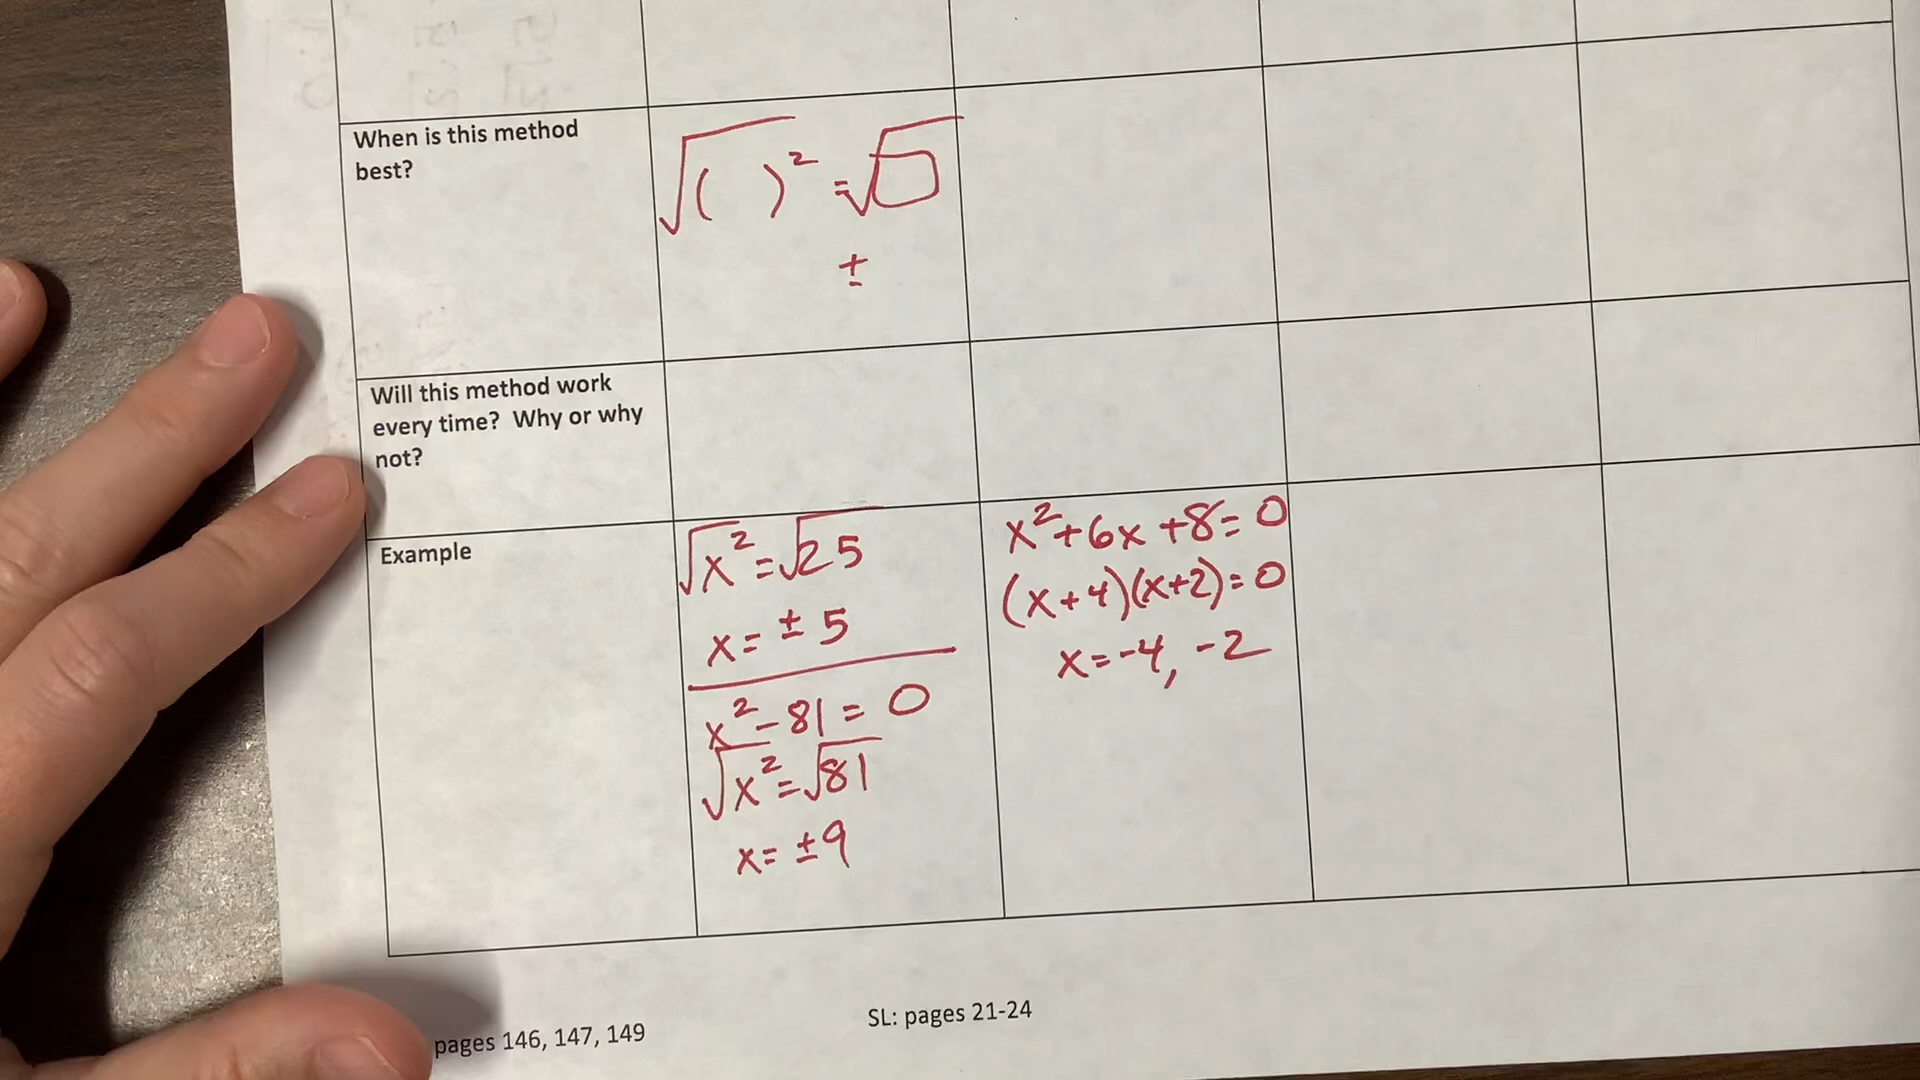 When is this method
best?
√( )² = √□
±
Will this method work
every time? Why or why
not?
Example
√x² = √25
x = ± 5
x² - 81 = 0
√x² = √81
x = ±9
x² + 6x + 8 = 0
(x + 4)(x + 2) = 0
x = -4, -2
pages 146, 147, 149
SL: pages 21-24